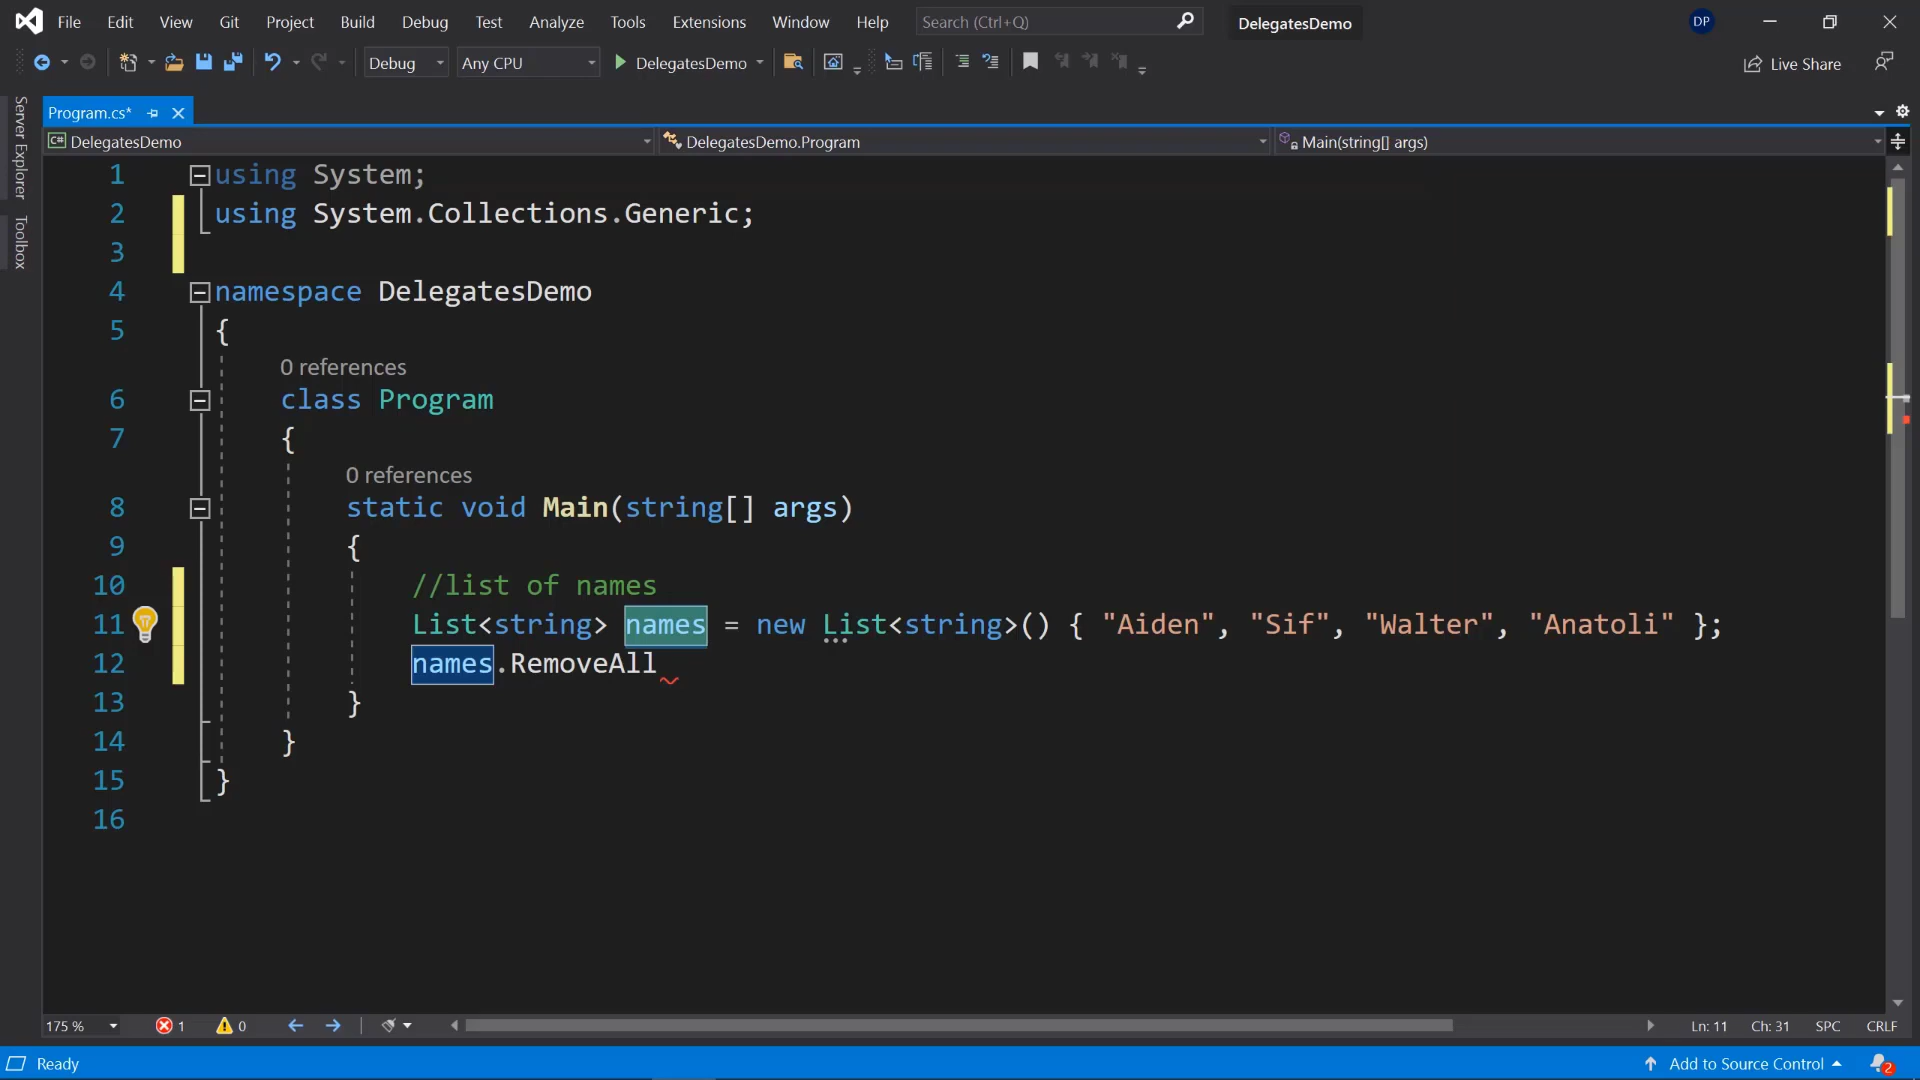 File Edit View Git Project Build Debug Test Analyze Tools Extensions Window Help Search (Ctrl+Q) DelegatesDemo DP
Debug Any CPU DelegatesDemo Live Share
Server Explorer
Toolbox
Program.cs*
C# DelegatesDemo DelegatesDemo.Program Main(string[] args)
1 using System;
2 using System.Collections.Generic;
3
4 namespace DelegatesDemo
5 {
0 references
6 class Program
7 {
0 references
8 static void Main(string[] args)
9 {
10 //list of names
11 List<string> names = new List<string>() { "Aiden", "Sif", "Walter", "Anatoli" };
12 names.RemoveAll
13 }
14 }
15 }
16
175 % 1 0 Ln: 11 Ch: 31 SPC CRLF
Ready Add to Source Control 2